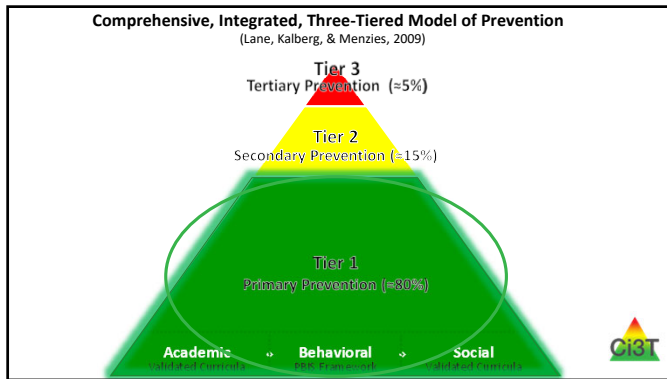 Comprehensive, Integrated, Three-Tiered Model of Prevention
(Lane, Kalberg, & Menzies, 2009)
Tier 3
Tertiary Prevention (≈5%)
Tier 2
Secondary Prevention (≈15%)
Tier 1
Primary Prevention (≈80%)
Academic ◦ Behavioral ◦ Social
Validated Curricula PBIS Framework Validated Curricula
Ci3T